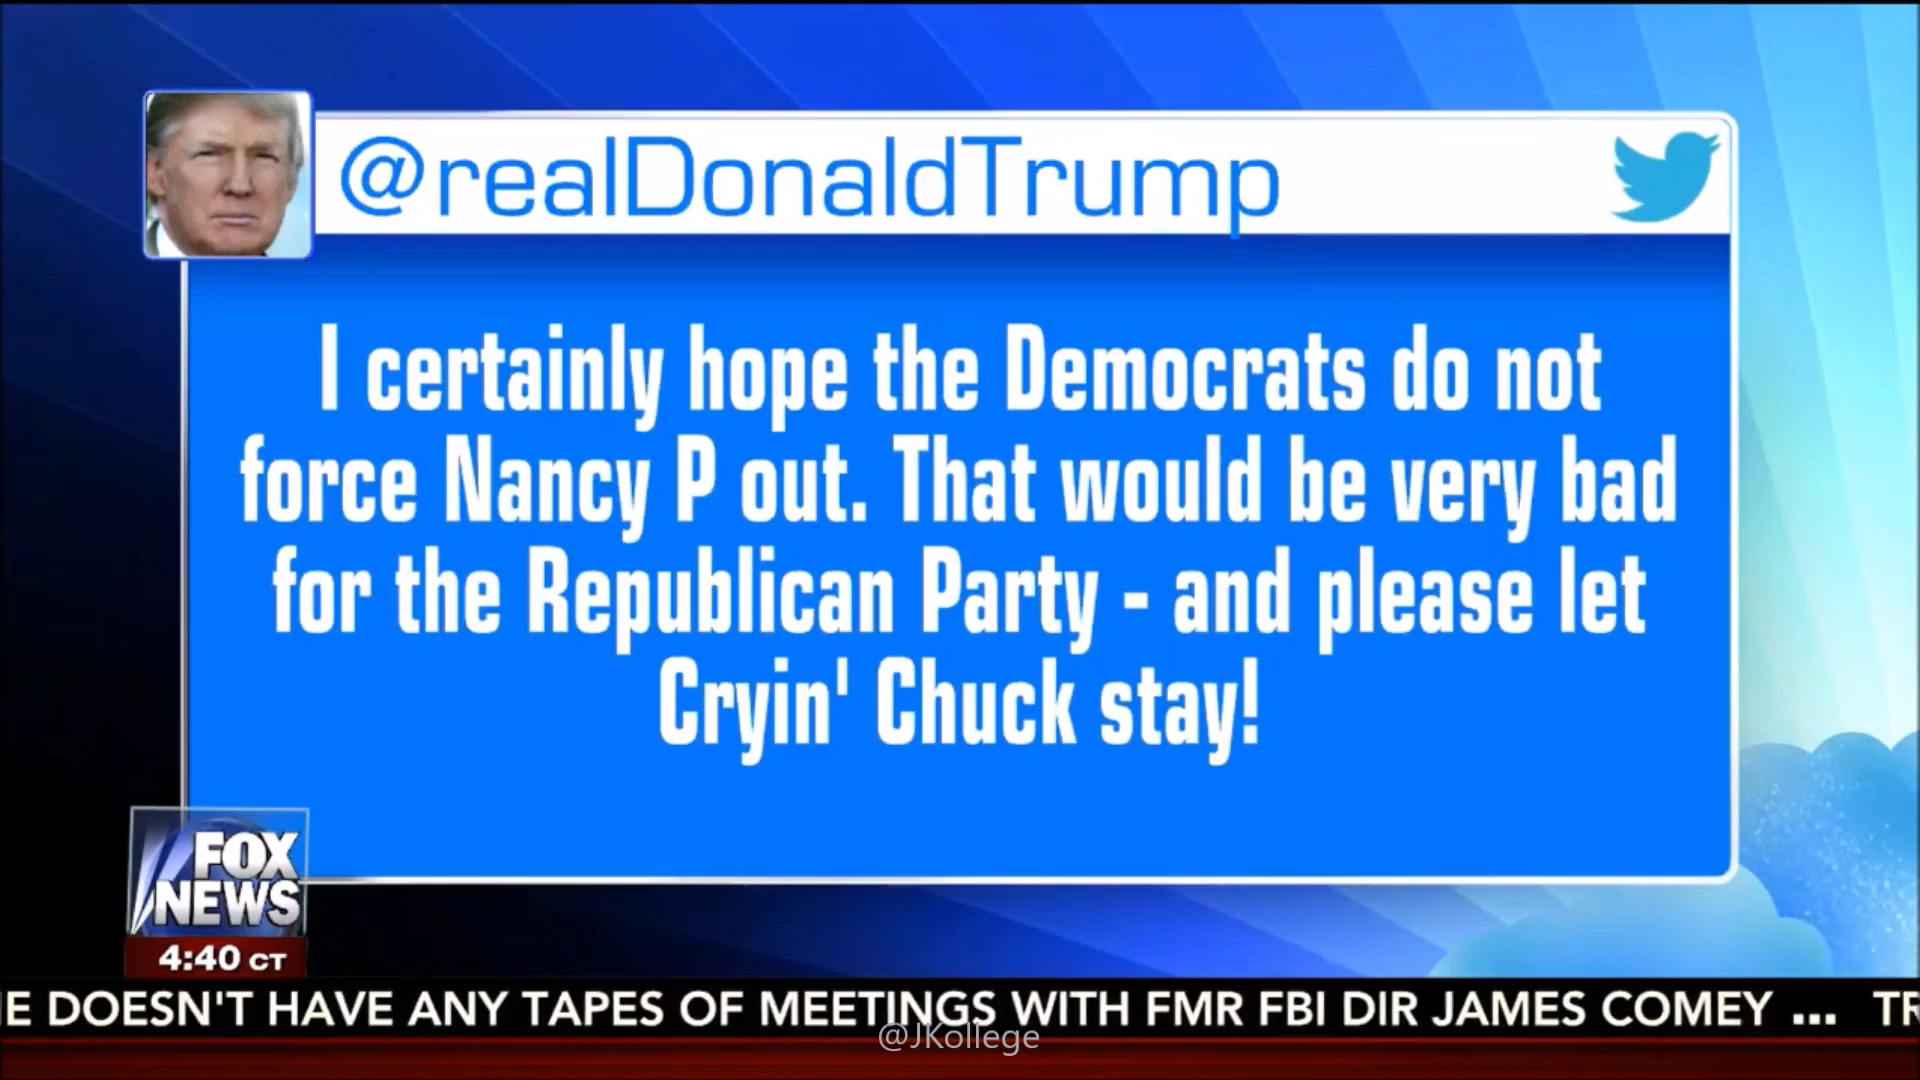 @realDonaldTrump
I certainly hope the Democrats do not
force Nancy P out. That would be very bad
for the Republican Party - and please let
Cryin' Chuck stay!
FOX
NEWS
4:40 CT
E DOESN'T HAVE ANY TAPES OF MEETINGS WITH FMR FBI DIR JAMES COMEY ... TR
@JKollege